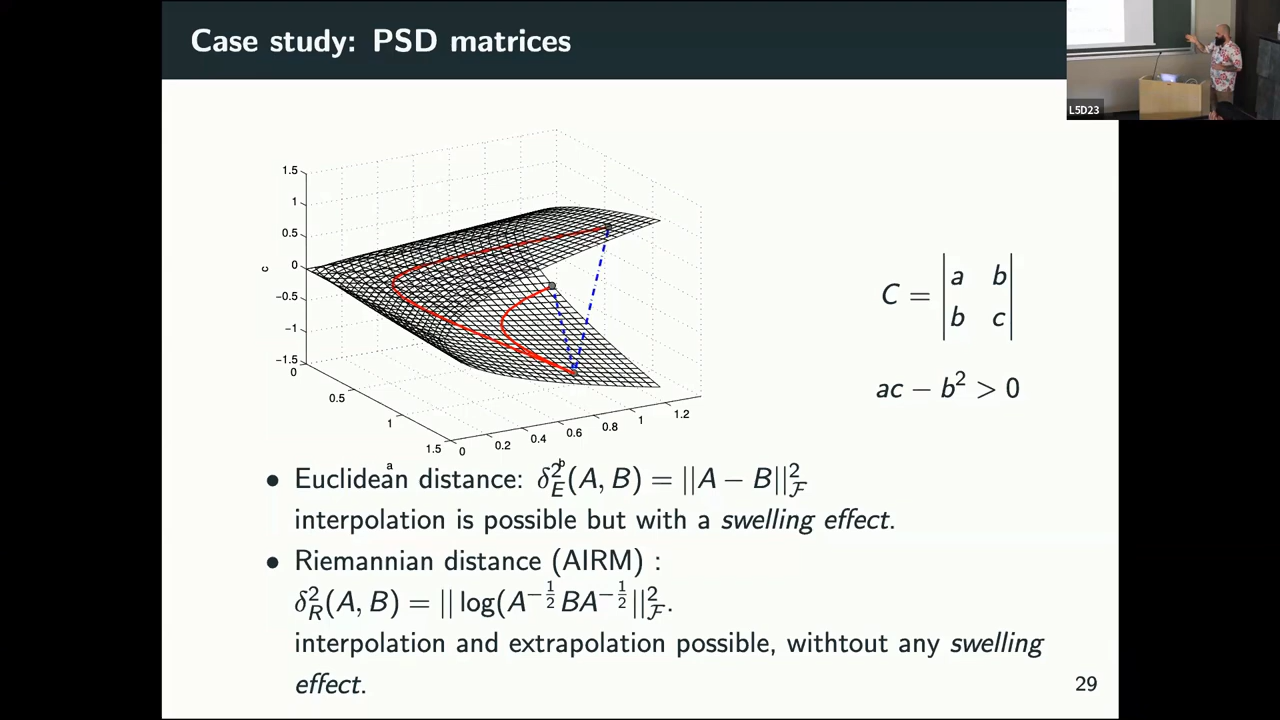 Case study: PSD matrices
L5D23
1.5
1
0.5
0
−0.5
−1
−1.5
c
0
0.5
1
1.5
a
0
0.2
0.4
0.6
0.8
1
1.2
b
C = |a b|
|b c|
ac − b² > 0
• Euclidean distance: δ²_E(A, B) = ||A − B||²_ℱ
interpolation is possible but with a swelling effect.
• Riemannian distance (AIRM) :
δ²_R(A, B) = || log(A^{−1/2} BA^{−1/2}||²_ℱ.
interpolation and extrapolation possible, withtout any swelling
effect.
29